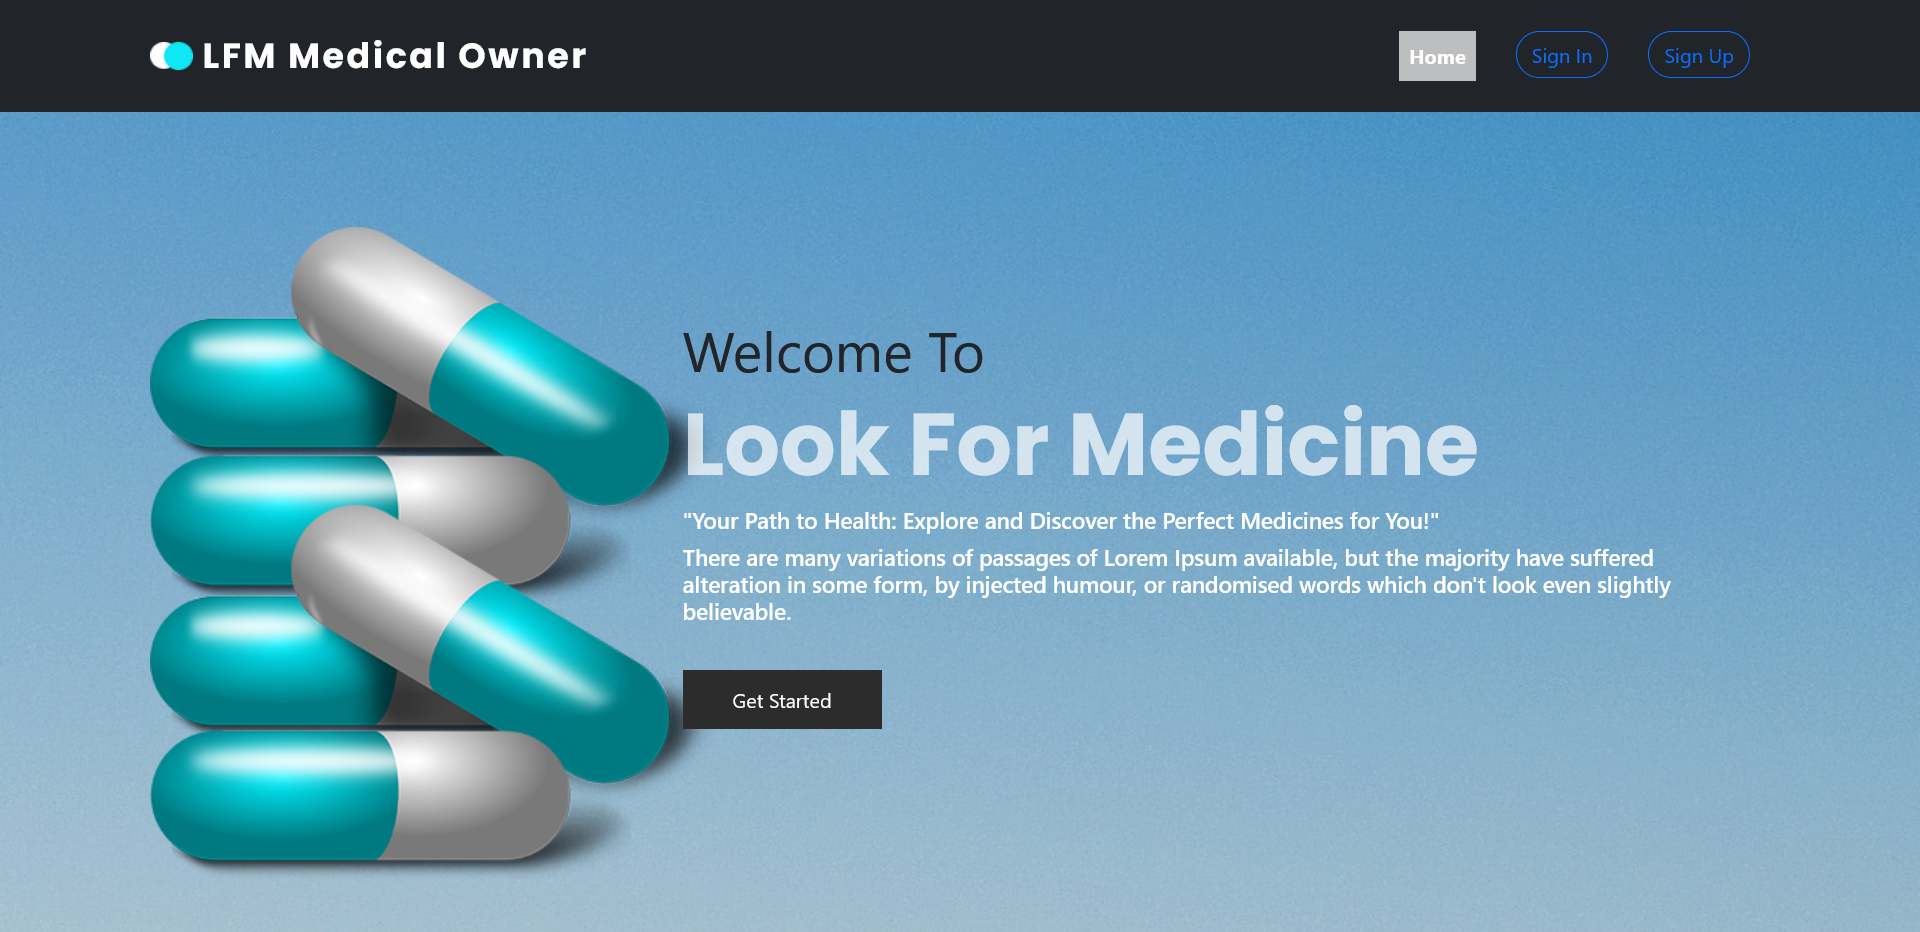 LFM Medical Owner
Home
Sign In
Sign Up
Welcome To
Look For Medicine
"Your Path to Health: Explore and Discover the Perfect Medicines for You!"
There are many variations of passages of Lorem Ipsum available, but the majority have suffered
alteration in some form, by injected humour, or randomised words which don't look even slightly
believable.
Get Started